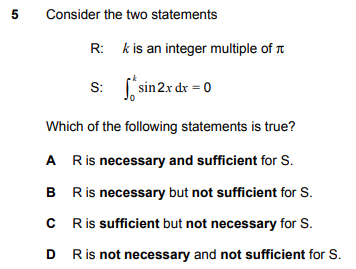 5 Consider the two statements
R: k is an integer multiple of π
S: ∫₀ᵏ sin 2x dx = 0
Which of the following statements is true?
A R is necessary and sufficient for S.
B R is necessary but not sufficient for S.
C R is sufficient but not necessary for S.
D R is not necessary and not sufficient for S.